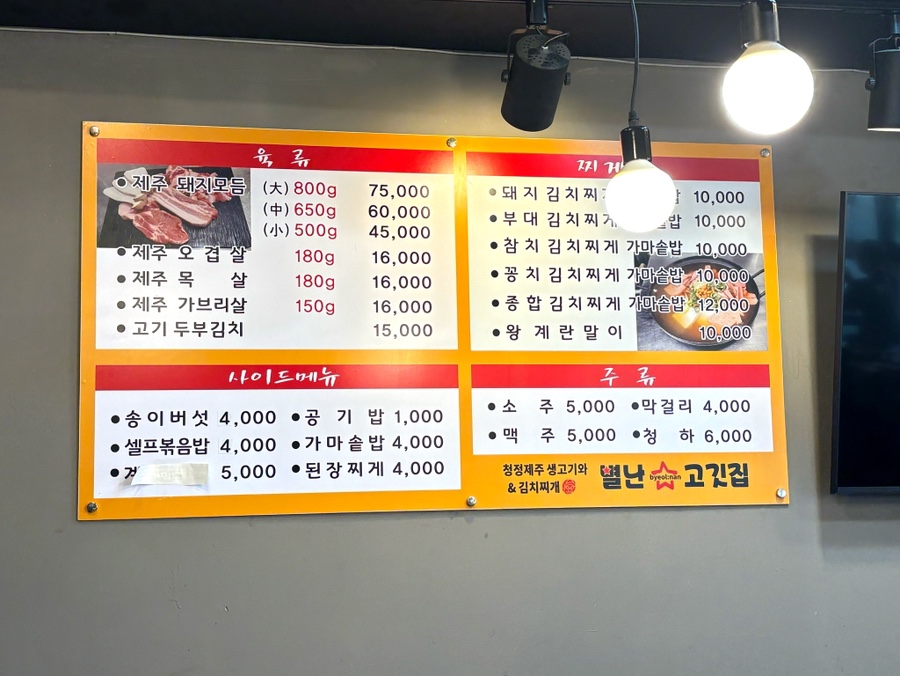 육 류
• 제주 돼지모듬 (大) 800g 75,000
(中) 650g 60,000
(小) 500g 45,000
• 제주 오겹살 180g 16,000
• 제주 목 살 180g 16,000
• 제주 가브리살 150g 16,000
• 고기두부김치 15,000
찌
• 돼지김치찌 10,000
• 부대김치찌 솥밥 10,000
• 참치김치찌게 가마솥밥 10,000
• 꽁치김치찌게 가마솥밥 10,000
• 종합김치찌게 가마솥밥 12,000
• 왕계란말이 10,000
사이드메뉴
• 송이버섯 4,000 • 공기밥 1,000
• 셀프볶음밥 4,000 • 가마솥밥 4,000
• 5,000 • 된장찌게 4,000
주 류
• 소 주 5,000 • 막걸리 4,000
• 맥 주 5,000 • 청 하 6,000
청정제주 생고기와
& 김치찌개
별난 byeol:nan 고깃집